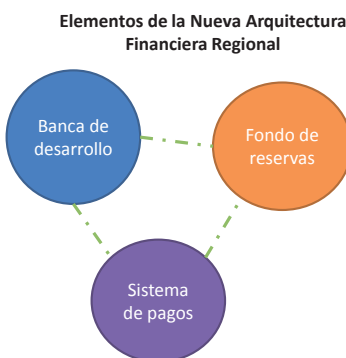 Elementos de la Nueva Arquitectura
Financiera Regional
Banca de
desarrollo
Fondo de
reservas
Sistema
de pagos